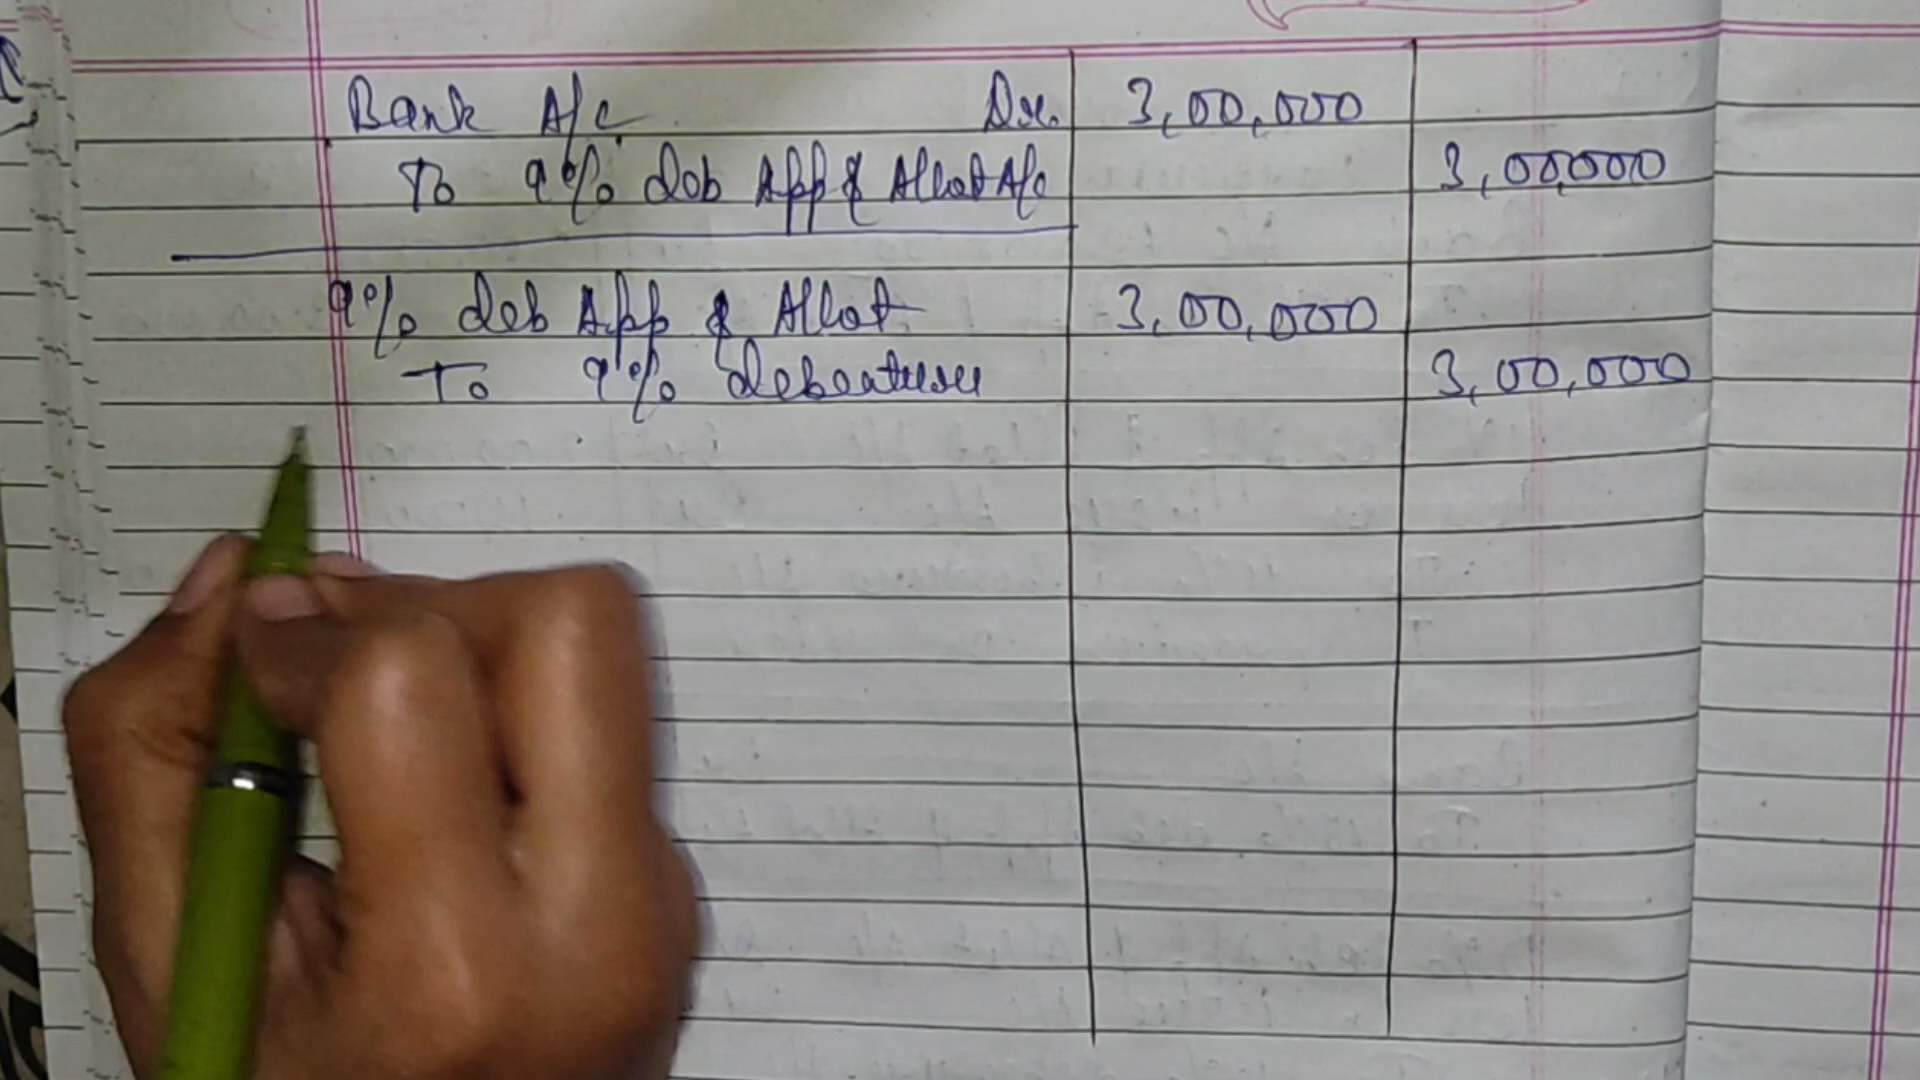 Bank A/c Dr. 3,00,000
To 9% deb App & Allot A/c 3,00,000
9% deb App & Allot 3,00,000
To 9% debenture 3,00,000